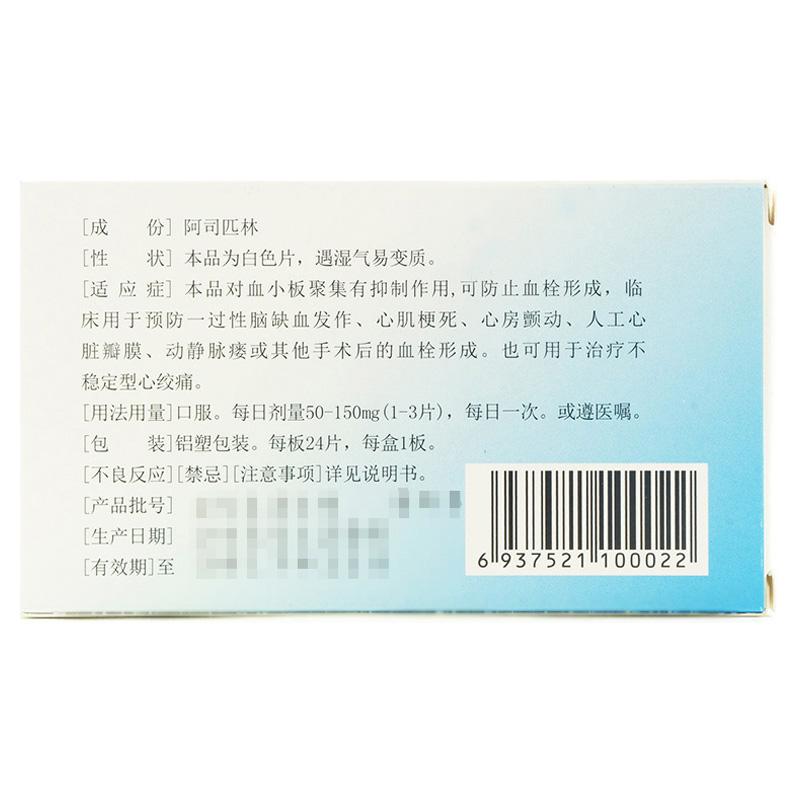 [成　份]阿司匹林
[性　状]本品为白色片，遇湿气易变质。
[适应症]本品对血小板聚集有抑制作用,可防止血栓形成，临
床用于预防一过性脑缺血发作、心肌梗死、心房颤动、人工心
脏瓣膜、动静脉瘘或其他手术后的血栓形成。也可用于治疗不
稳定型心绞痛。
[用法用量]口服。每日剂量50-150mg(1-3片)，每日一次。或遵医嘱。
[包　装]铝塑包装。每板24片，每盒1板。
[不良反应][禁忌][注意事项]详见说明书。
[产品批号]
[生产日期]
[有效期]至
6 937521 100022